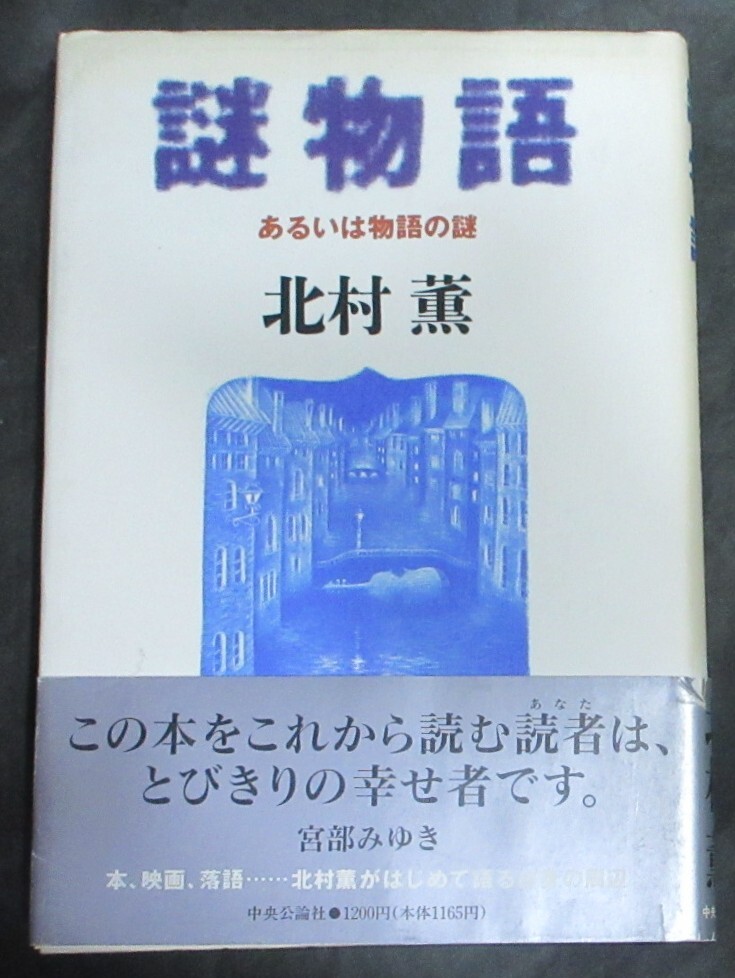 謎物語
あるいは物語の謎
北村 薫
あなた
この本をこれから読む読者は、
とびきりの幸せ者です。
宮部みゆき
本、映画、落語……北村薫がはじめて語る
中央公論社●1200円(本体1165円)